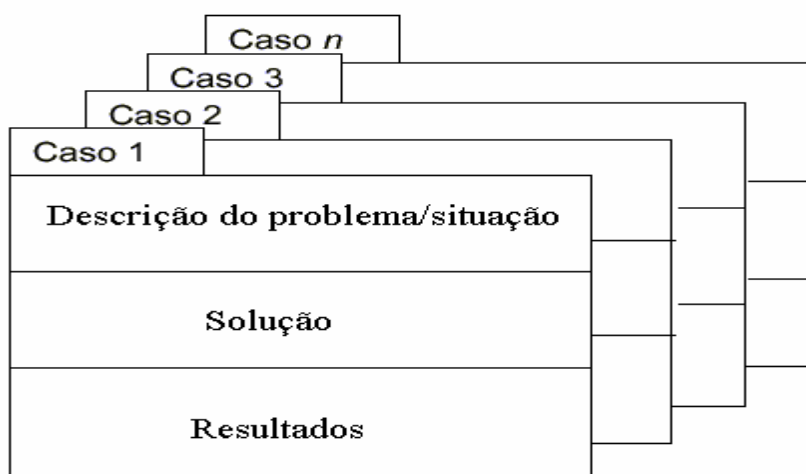 Caso n
Caso 3
Caso 2
Caso 1
Descrição do problema/situação
Solução
Resultados